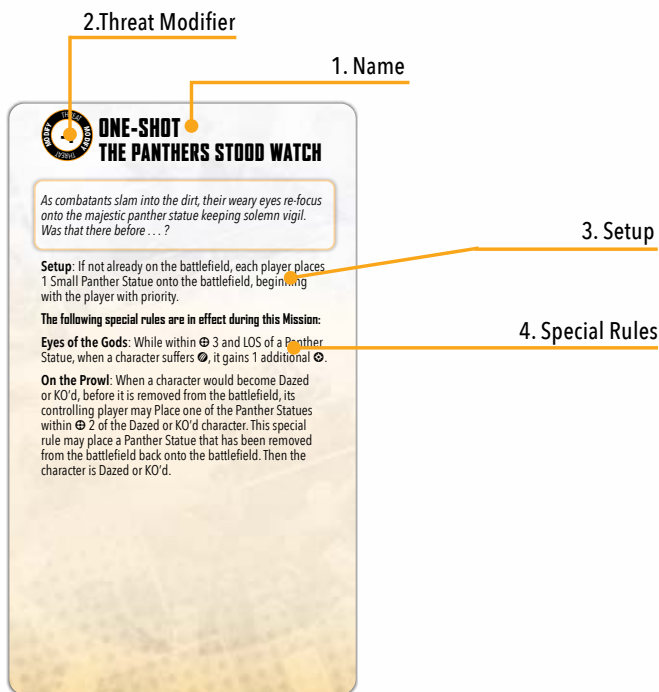 2.Threat Modifier
1. Name
MODIFY THREAT MODIFY THREAT
ONE-SHOT
THE PANTHERS STOOD WATCH
As combatants slam into the dirt, their weary eyes re-focus
onto the majestic panther statue keeping solemn vigil.
Was that there before . . . ?
3. Setup
Setup: If not already on the battlefield, each player places
1 Small Panther Statue onto the battlefield, beginning
with the player with priority.
The following special rules are in effect during this Mission:
4. Special Rules
Eyes of the Gods: While within ⊕ 3 and LOS of a Panther
Statue, when a character suffers , it gains 1 additional .
On the Prowl: When a character would become Dazed
or KO'd, before it is removed from the battlefield, its
controlling player may Place one of the Panther Statues
within ⊕ 2 of the Dazed or KO'd character. This special
rule may place a Panther Statue that has been removed
from the battlefield back onto the battlefield. Then the
character is Dazed or KO'd.